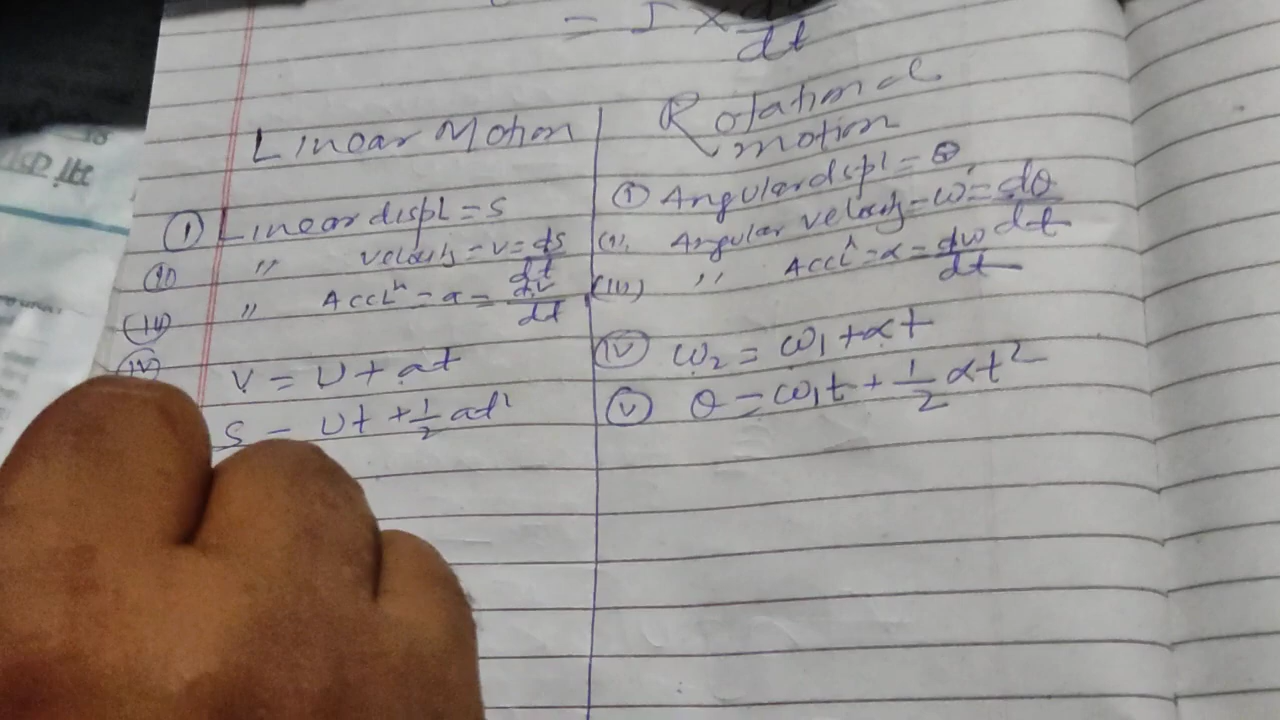 = I × d / dt
Linear Motion
Rotational motion
(i) Linear displ = s
(i) Angular displ = θ
(ii) " velocity = v = ds/dt
(ii) Angular velocity = ω = dθ/dt
(iii) " Accln = a = dv/dt
(iii) '' Accln = α = dω/dt
(iv) v = u + at
(iv) ω₂ = ω₁ + αt
s = ut + 1/2 at²
(v) θ = ω₁t + 1/2 αt²